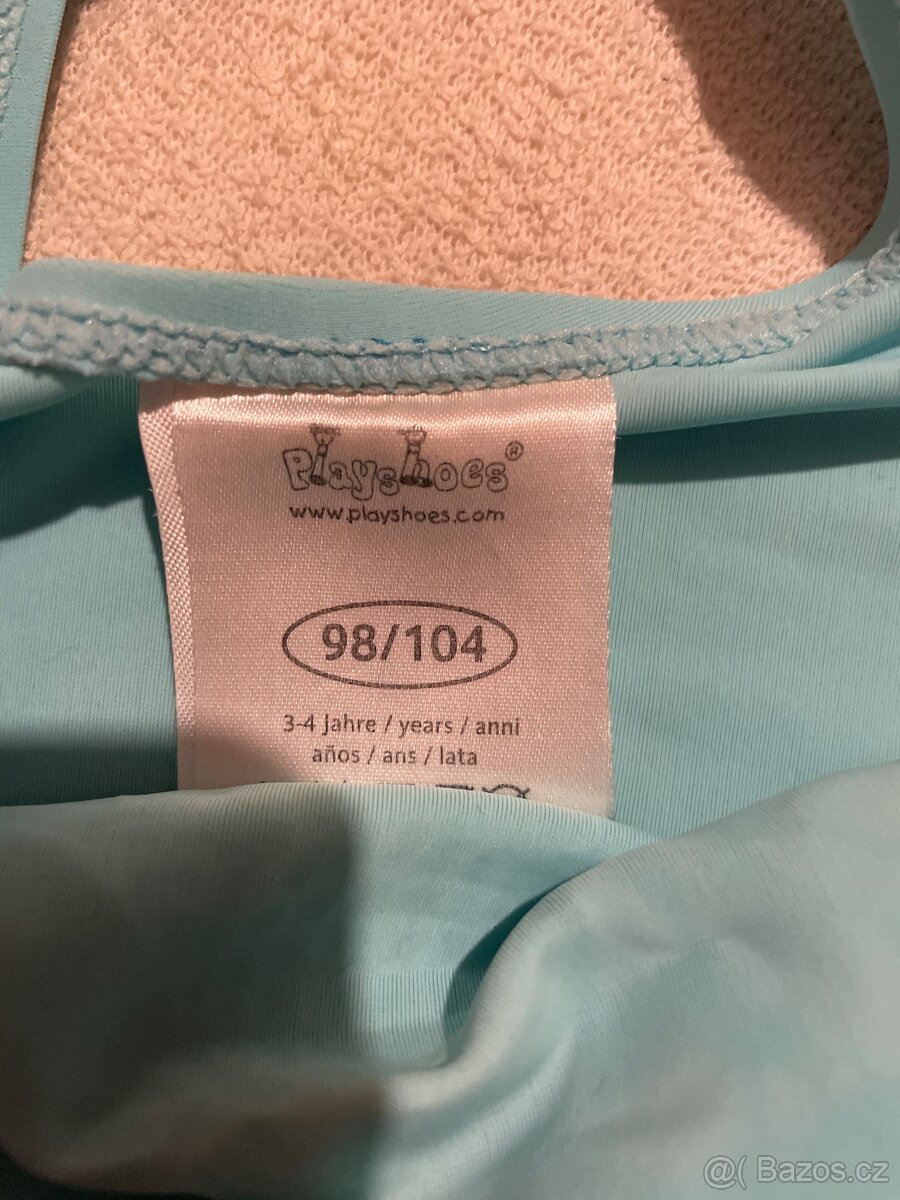 Playshoes®
www.playshoes.com
98/104
3-4 Jahre / years / anni
años / ans / lata
@( Bazos.cz